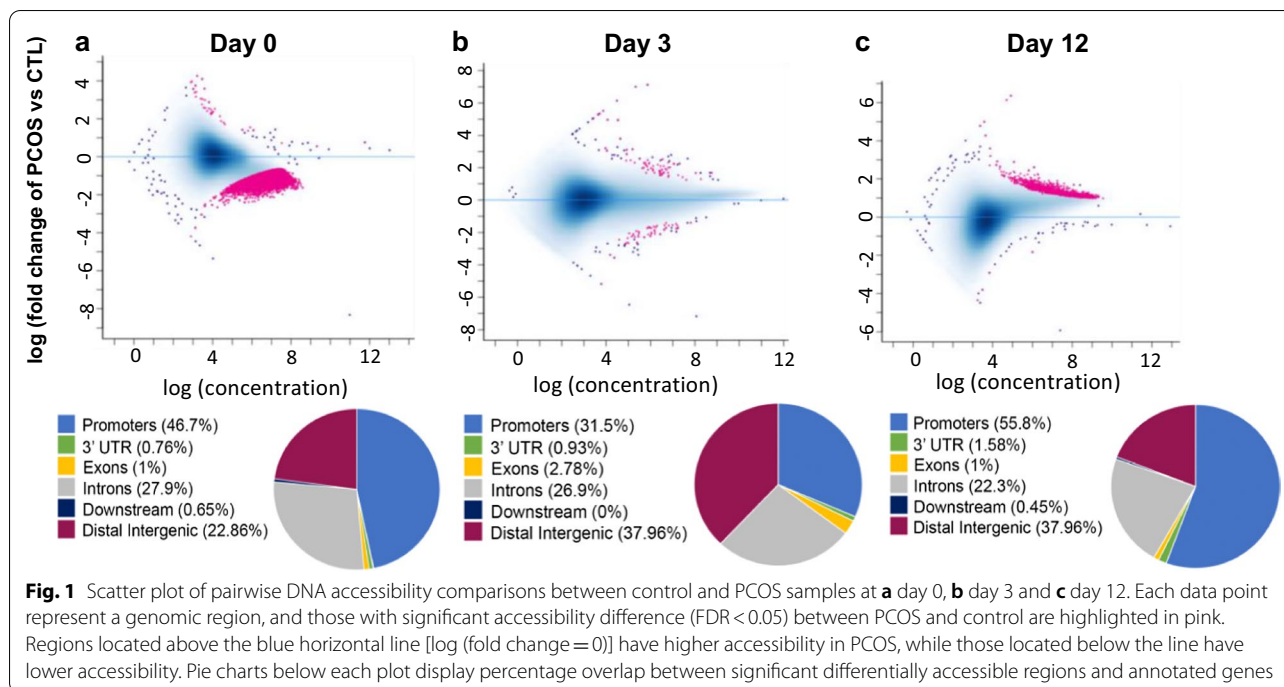 a Day 0 b Day 3 c Day 12
log (fold change of PCOS vs CTL)
4
2
0
-2
-4
-6
-8
0 4 8 12
log (concentration)
8
6
4
2
0
-2
-4
-6
-8
0 4 8 12
log (concentration)
6
4
2
0
-2
-4
-6
0 4 8 12
log (concentration)
Promoters (46.7%)
3' UTR (0.76%)
Exons (1%)
Introns (27.9%)
Downstream (0.65%)
Distal Intergenic (22.86%)
Promoters (31.5%)
3' UTR (0.93%)
Exons (2.78%)
Introns (26.9%)
Downstream (0%)
Distal Intergenic (37.96%)
Promoters (55.8%)
3' UTR (1.58%)
Exons (1%)
Introns (22.3%)
Downstream (0.45%)
Distal Intergenic (37.96%)
Fig. 1 Scatter plot of pairwise DNA accessibility comparisons between control and PCOS samples at a day 0, b day 3 and c day 12. Each data point
represent a genomic region, and those with significant accessibility difference (FDR < 0.05) between PCOS and control are highlighted in pink.
Regions located above the blue horizontal line [log (fold change = 0)] have higher accessibility in PCOS, while those located below the line have
lower accessibility. Pie charts below each plot display percentage overlap between significant differentially accessible regions and annotated genes